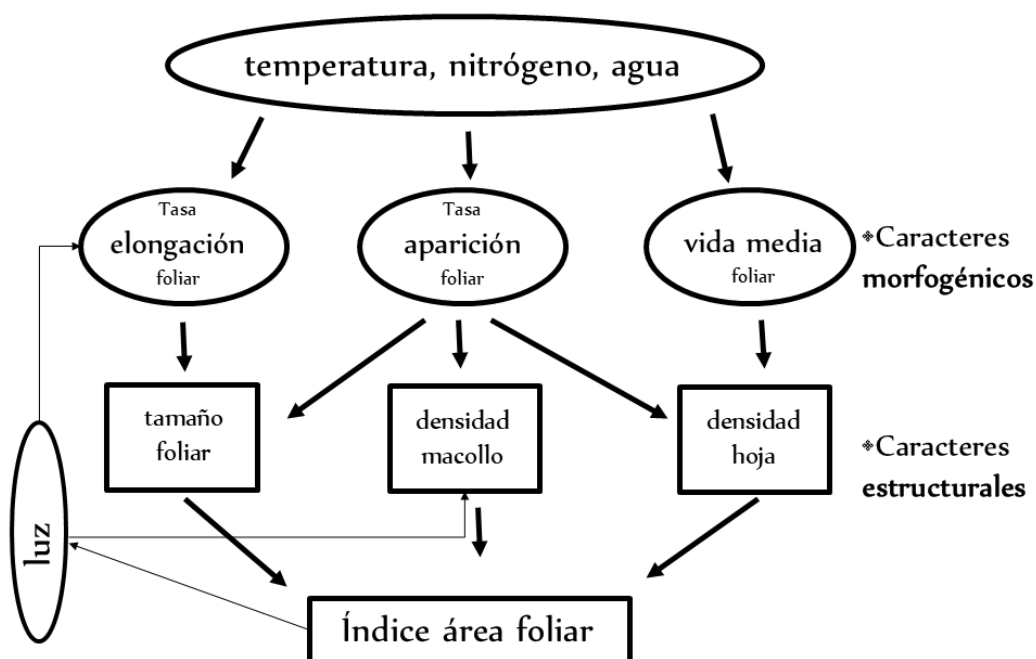 temperatura, nitrógeno, agua
Tasa
elongación
foliar
Tasa
aparición
foliar
vida media
foliar
❖Caracteres
morfogénicos
tamaño
foliar
densidad
macollo
densidad
hoja
❖Caracteres
estructurales
luz
Índice área foliar